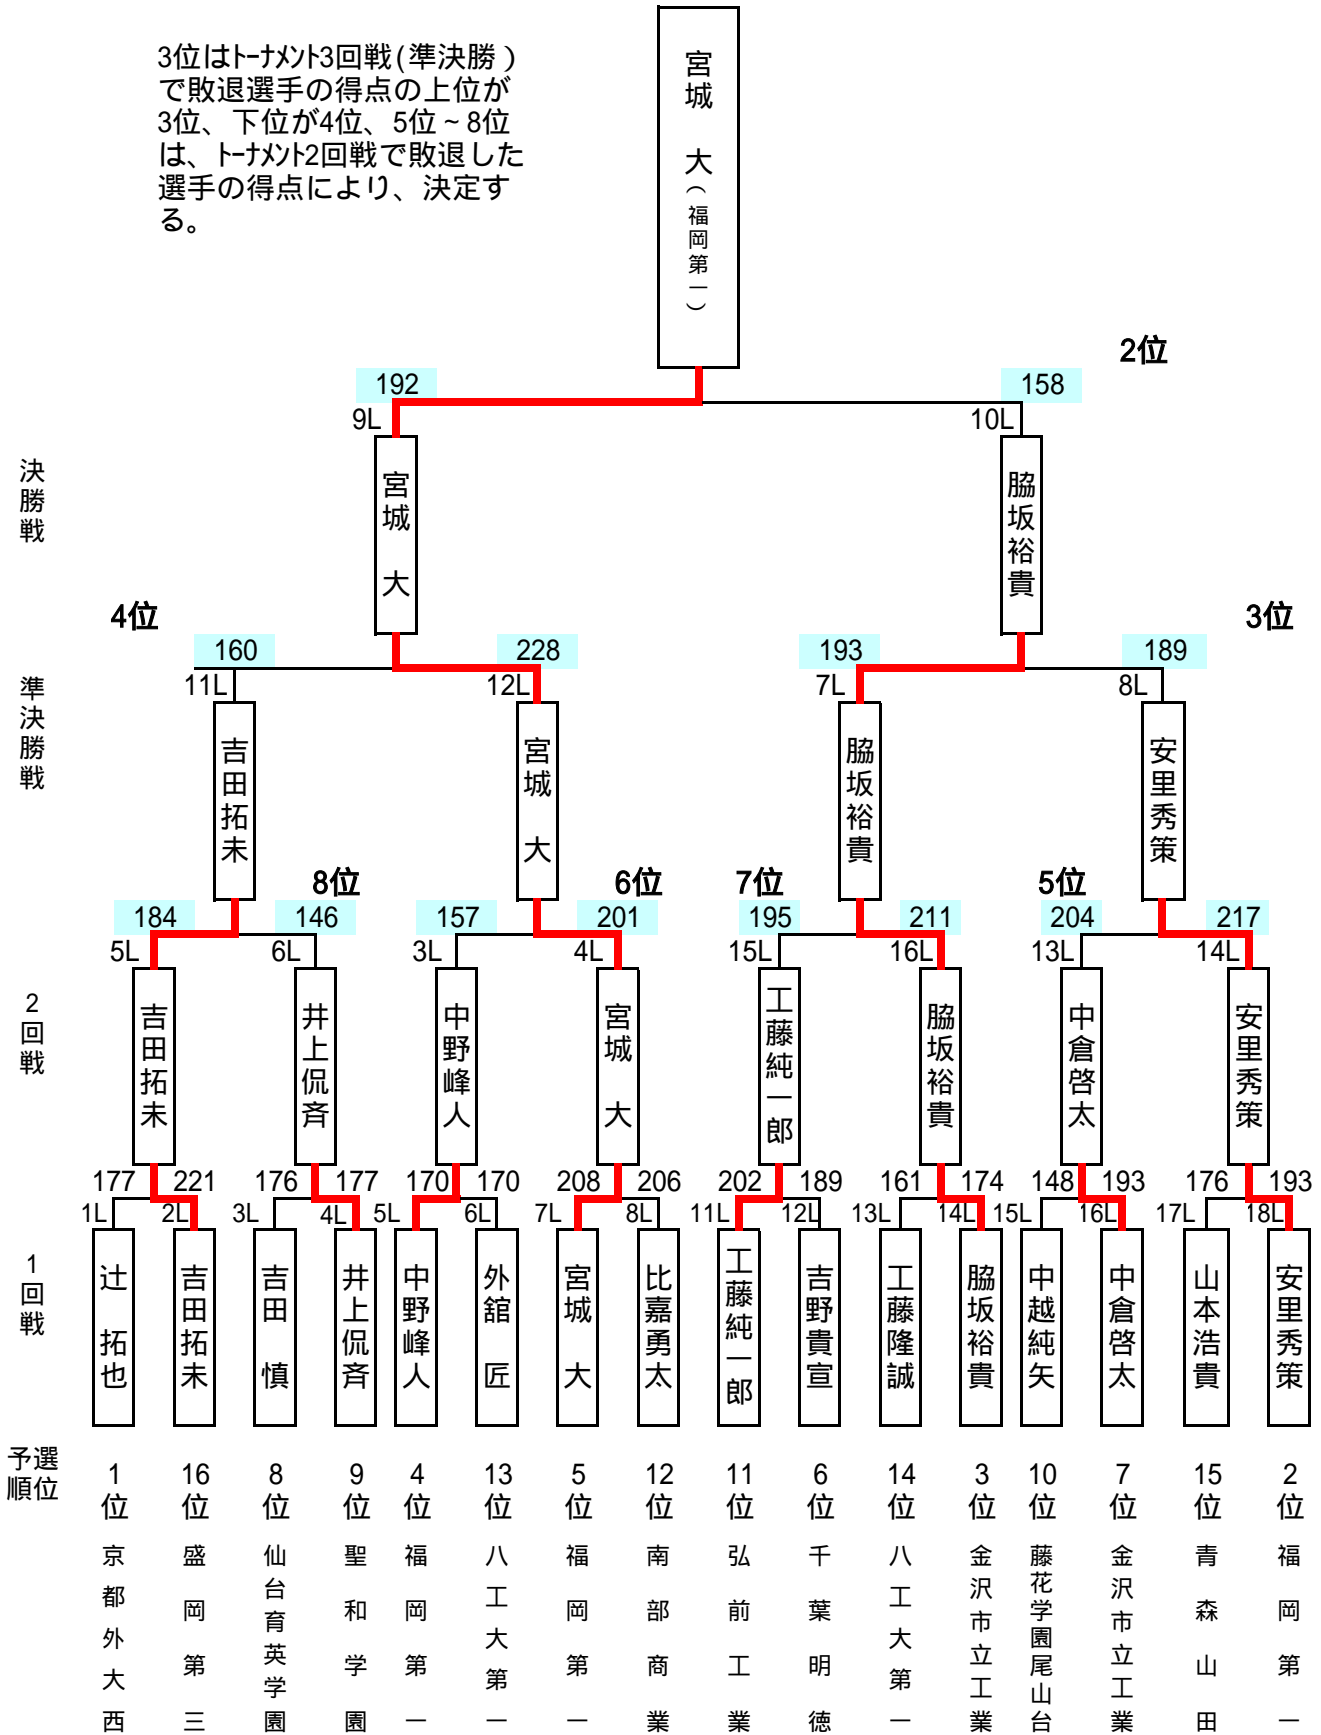 3位はﾄｰﾅﾒﾝﾄ3回戦(準決勝)
で敗退選手の得点の上位が
3位、下位が4位、5位~8位
は、ﾄｰﾅﾒﾝﾄ2回戦で敗退した
選手の得点により、決定す
る。
宮城 大(福岡第一)
2位
192 158
9L 10L
決勝戦
宮城 大
脇坂裕貴
4位 3位
160 228 193 189
11L 12L 7L 8L
準決勝戦
吉田拓未
宮城 大
脇坂裕貴
安里秀策
8位 6位 7位 5位
184 146 157 201 195 211 204 217
5L 6L 3L 4L 15L 16L 13L 14L
2回戦
吉田拓未
井上侃斉
中野峰人
宮城 大
工藤純一郎
脇坂裕貴
中倉啓太
安里秀策
177 221 176 177 170 170 208 206 202 189 161 174 148 193 176 193
1L 2L 3L 4L 5L 6L 7L 8L 11L 12L 13L 14L 15L 16L 17L 18L
1回戦
辻 拓也
吉田拓未
吉田 慎
井上侃斉
中野峰人
外舘 匠
宮城 大
比嘉勇太
工藤純一郎
吉野貴宣
工藤隆誠
脇坂裕貴
中越純矢
中倉啓太
山本浩貴
安里秀策
予選
順位
1位 16位 8位 9位 4位 13位 5位 12位 11位 6位 14位 3位 10位 7位 15位 2位
京都外大西
盛岡第三
仙台育英学園
聖和学園
福岡第一
八工大第一
福岡第一
南部商業
弘前工業
千葉明徳
八工大第一
金沢市立工業
藤花学園尾山台
金沢市立工業
青森山田
福岡第一